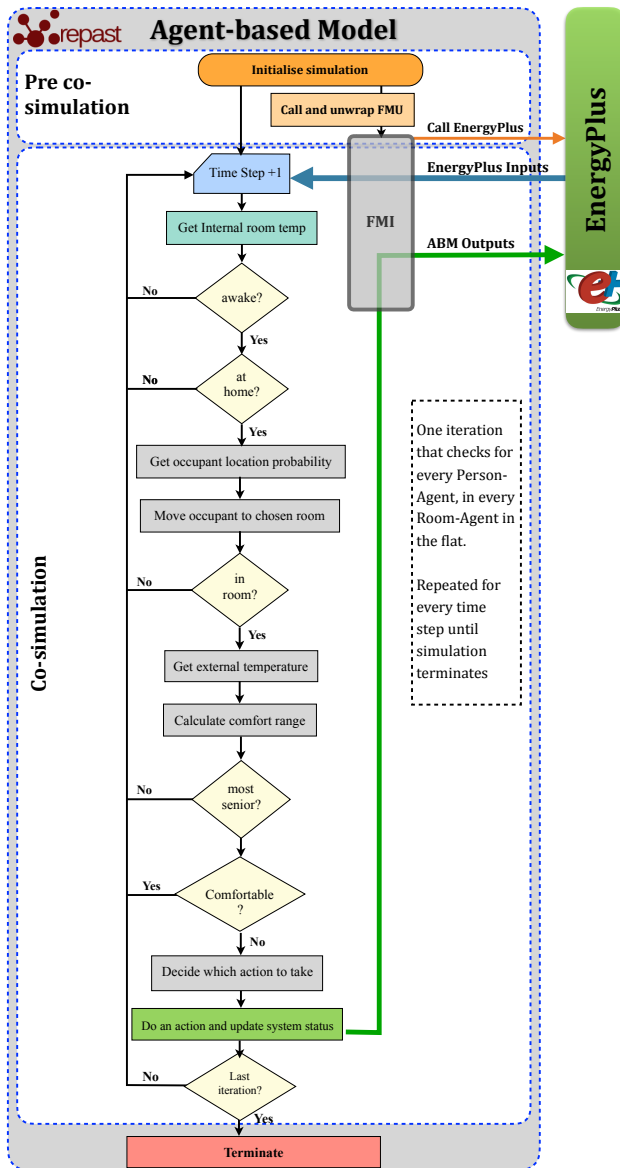 repast
Agent-based Model
Pre co-
simulation
Initialise simulation
Call and unwrap FMU
Call EnergyPlus
EnergyPlus Inputs
Time Step +1
FMI
EnergyPlus
Get Internal room temp
ABM Outputs
e+
EnergyPlus
No
awake?
Yes
No
at
home?
Yes
Get occupant location probability
Move occupant to chosen room
One iteration
that checks for
every Person-
Agent, in every
Room-Agent in
the flat.
Repeated for
every time
step until
simulation
terminates
Co-simulation
No
in
room?
Yes
Get external temperature
Calculate comfort range
No
most
senior?
Yes
Comfortable
?
No
Decide which action to take
Do an action and update system status
No
Last
iteration?
Yes
Terminate